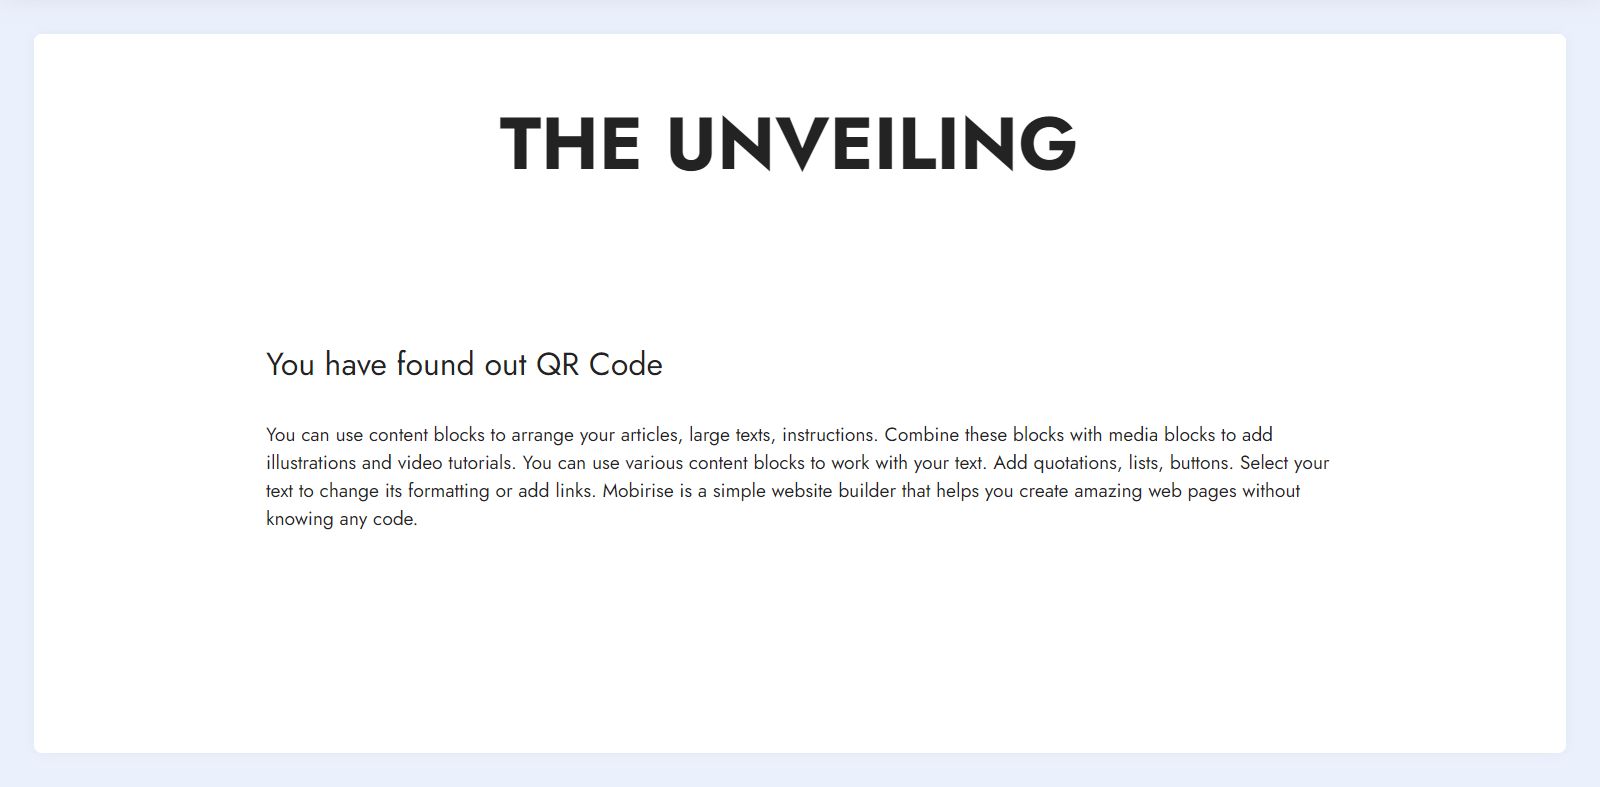 THE UNVEILING
You have found out QR Code
You can use content blocks to arrange your articles, large texts, instructions. Combine these blocks with media blocks to add
illustrations and video tutorials. You can use various content blocks to work with your text. Add quotations, lists, buttons. Select your
text to change its formatting or add links. Mobirise is a simple website builder that helps you create amazing web pages without
knowing any code.